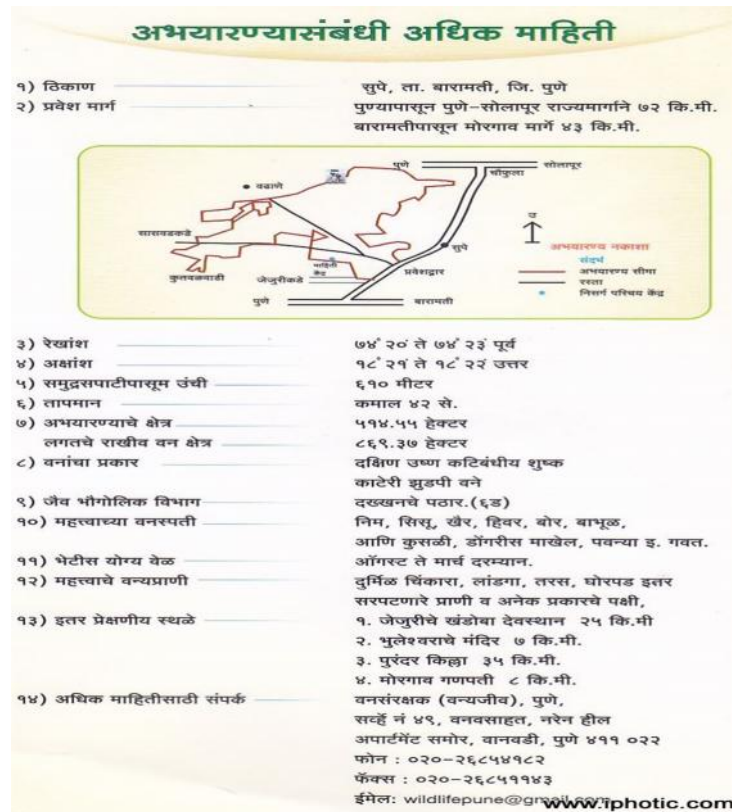 अभयारण्यासंबंधी अधिक माहिती
१) ठिकाण सुपे, ता. बारामती, जि. पुणे
२) प्रवेश मार्ग पुण्यापासून पुणे-सोलापूर राज्यमार्गाने ७२ कि.मी.
बारामतीपासून मोरगाव मार्गे ४३ कि.मी.
पुणे सोलापूर
चौफुला
वढाणे
सासवडकडे
उ
सुपे
अभयारण्य नकाशा
संदर्भ
कुतवळवाडी
जेजुरीकडे
माहिती
केंद्र
प्रवेशद्वार
अभयारण्य सीमा
रस्ता
निसर्ग परिचय केंद्र
पुणे बारामती
३) रेखांश ७४° २०' ते ७४° २३' पूर्व
४) अक्षांश १८° २१' ते १८° २२' उत्तर
५) समुद्रसपाटीपासूम उंची ६१० मीटर
६) तापमान कमाल ४२ से.
७) अभयारण्याचे क्षेत्र ५१४.५५ हेक्टर
लगतचे राखीव वन क्षेत्र ८६९.३७ हेक्टर
८) वनांचा प्रकार दक्षिण उष्ण कटिबंधीय शुष्क
काटेरी झुडपी वने
९) जैव भौगोलिक विभाग दख्खनचे पठार.(६ड)
१०) महत्त्वाच्या वनस्पती निम, सिसू, खैर, हिवर, बोर, बाभूळ,
आणि कुसळी, डोंगरीस माखेल, पवन्या इ. गवत.
११) भेटीस योग्य वेळ ऑगस्ट ते मार्च दरम्यान.
१२) महत्त्वाचे वन्यप्राणी दुर्मिळ चिंकारा, लांडगा, तरस, घोरपड इतर
सरपटणारे प्राणी व अनेक प्रकारचे पक्षी,
१३) इतर प्रेक्षणीय स्थळे १. जेजुरीचे खंडोबा देवस्थान २५ कि.मी
२. भुलेश्वराचे मंदिर ७ कि.मी.
३. पुरंदर किल्ला ३५ कि.मी.
४. मोरगाव गणपती ८ कि.मी.
१४) अधिक माहितीसाठी संपर्क वनसंरक्षक (वन्यजीव), पुणे,
सर्व्हे नं ४९, वनवसाहत, नरेन हील
अपार्टमेंट समोर, वानवडी, पुणे ४११ ०२२
फोन : ०२०-२६८५४१८२
फॅक्स : ०२०-२६८५११४३
ईमेल: wildlifepune@gmail.com
www.iphotic.com